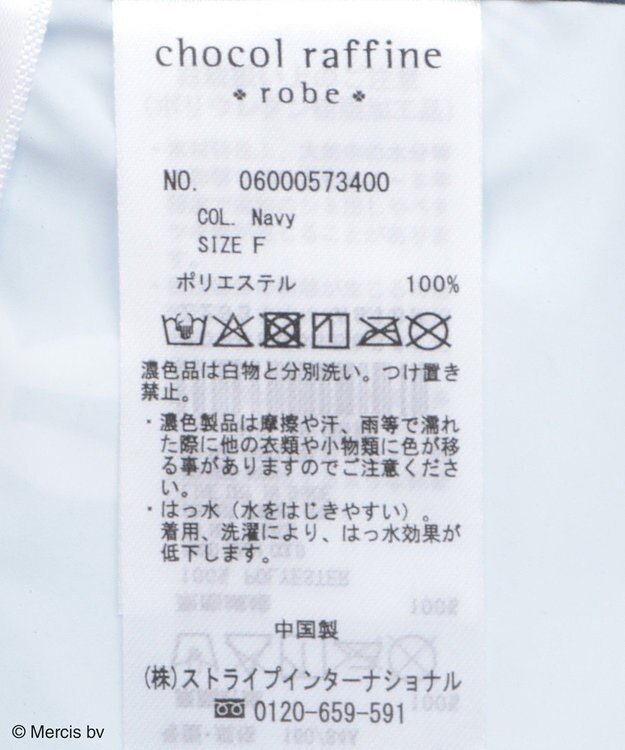 chocol raffine
robe
NO. 06000573400
COL. Navy
SIZE F
ポリエステル 100%
濃色品は白物と分別洗い。つけ置き
禁止。
・濃色製品は摩擦や汗、雨等で濡れ
た際に他の衣類や小物類に色が移
る事がありますのでご注意くださ
い。
・はっ水（水をはじきやすい）。
着用、洗濯により、はっ水効果が
低下します。
中国製
(株)ストライプインターナショナル
0120-659-591
© Mercis bv